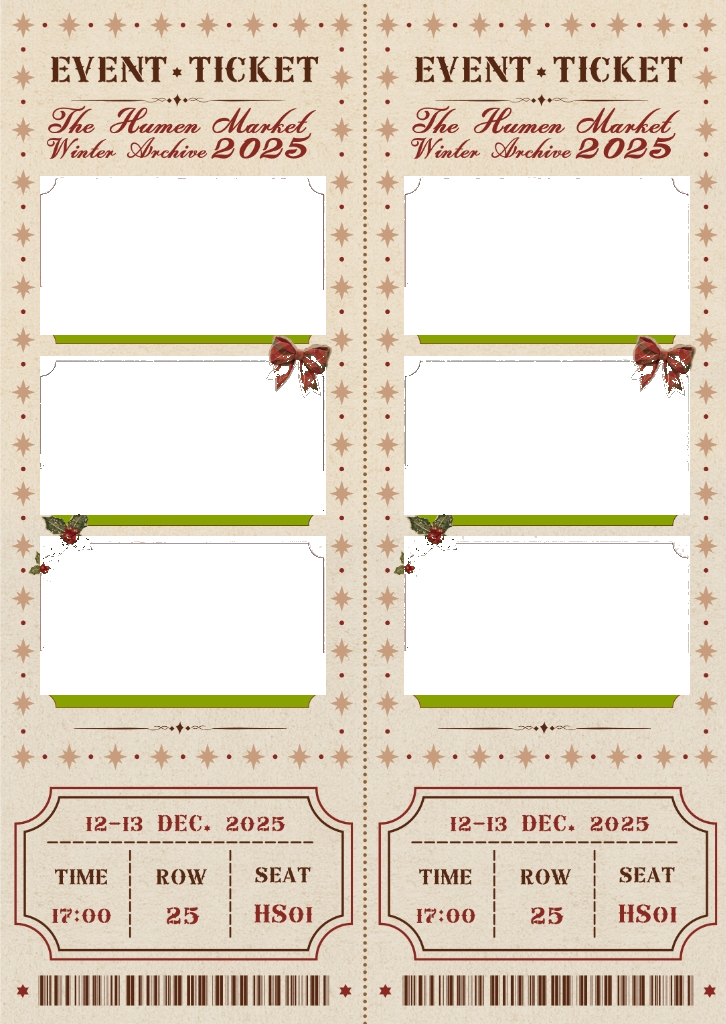 EVENT TICKET
The Humen Market
Winter Archive 2025
12-13 DEC. 2025
TIME ROW SEAT
17:00 25 HS01
EVENT TICKET
The Humen Market
Winter Archive 2025
12-13 DEC. 2025
TIME ROW SEAT
17:00 25 HS01